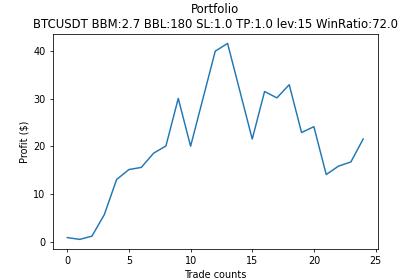 Portfolio
BTCUSDT BBM:2.7 BBL:180 SL:1.0 TP:1.0 lev:15 WinRatio:72.0
40
30
20
10
0
Profit ($)
0 5 10 15 20 25
Trade counts